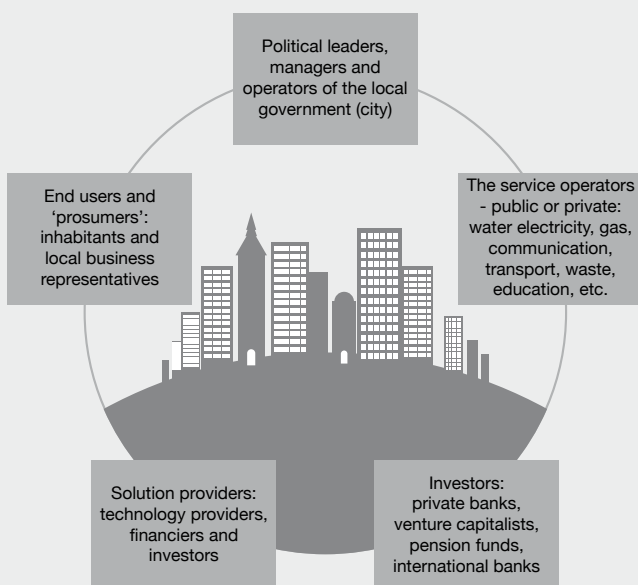 Political leaders,
managers and
operators of the local
government (city)
End users and
‘prosumers’:
inhabitants and
local business
representatives
The service operators
- public or private:
water electricity, gas,
communication,
transport, waste,
education, etc.
Solution providers:
technology providers,
financiers and
investors
Investors:
private banks,
venture capitalists,
pension funds,
international banks